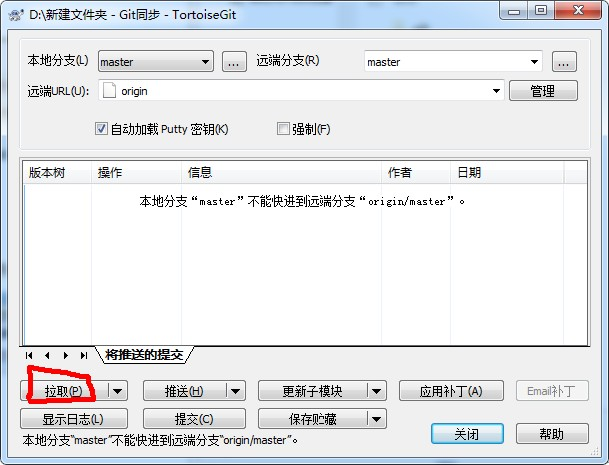 D:\新建文件夹 - Git同步 - TortoiseGit
本地分支(L) master ... 远端分支(R) master ...
远端URL(U): origin 管理
自动加载 Putty 密钥(K) 强制(F)
版本树 操作 信息 作者 日期
本地分支“master”不能快进到远端分支“origin/master”。
将推送的提交
拉取(P) 推送(H) 更新子模块 应用补丁(A) Email补丁
显示日志(L) 提交(C) 保存贮藏
本地分支“master”不能快进到远端分支“origin/master”。 关闭 帮助